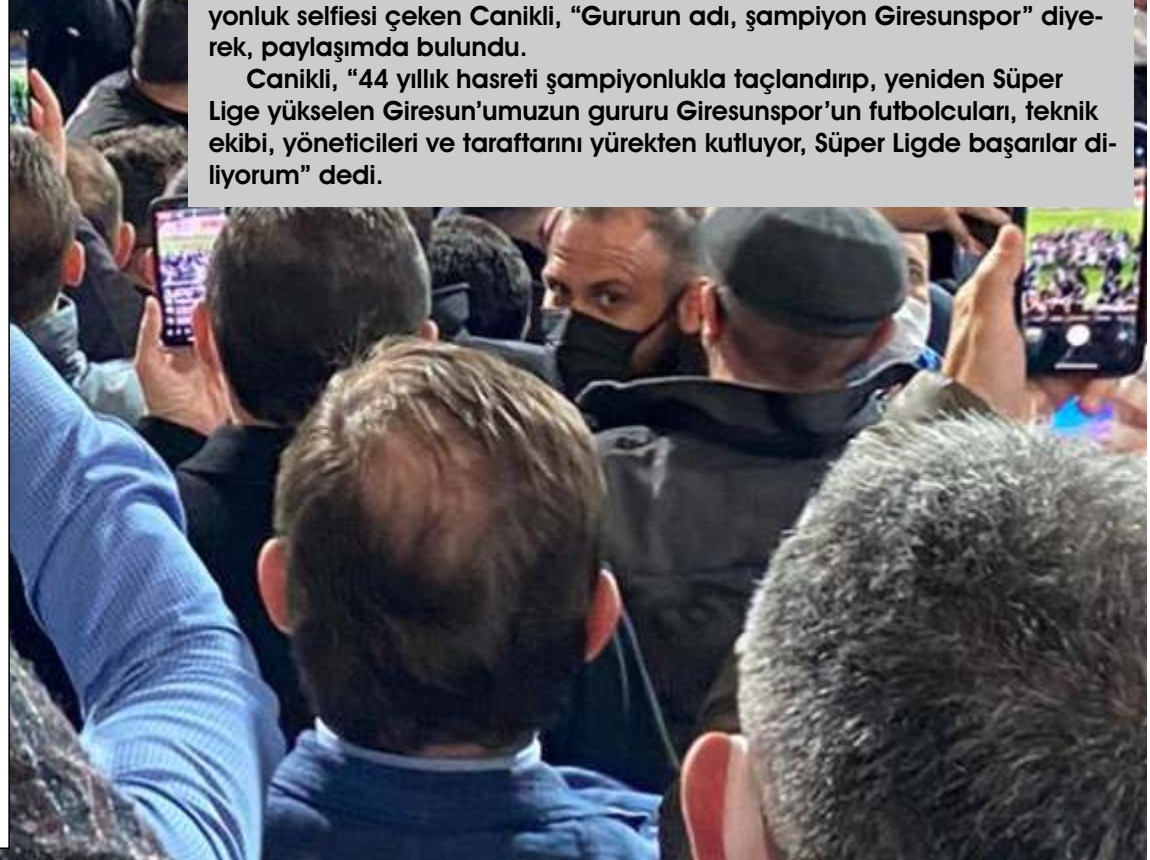 yonluk selfiesi çeken Canikli, “Gururun adı, şampiyon Giresunspor” diye-
rek, paylaşımda bulundu.
Canikli, “44 yıllık hasreti şampiyonlukla taçlandırıp, yeniden Süper
Lige yükselen Giresun’umuzun gururu Giresunspor’un futbolcuları, teknik
ekibi, yöneticileri ve taraftarını yürekten kutluyor, Süper Ligde başarılar di-
liyorum” dedi.